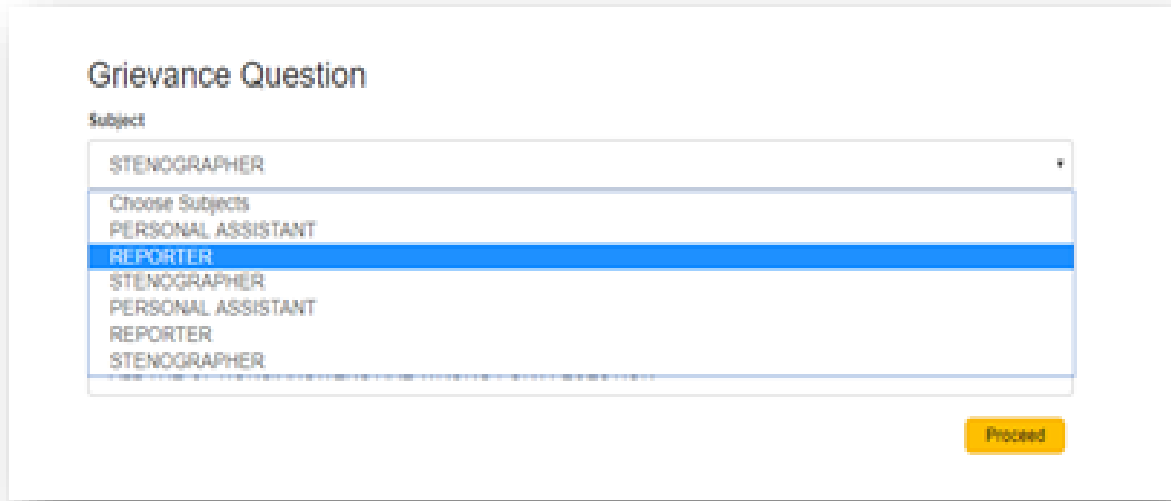 Grievance Question
Subject
STENOGRAPHER
Choose Subjects
PERSONAL ASSISTANT
REPORTER
STENOGRAPHER
PERSONAL ASSISTANT
REPORTER
STENOGRAPHER
Proceed